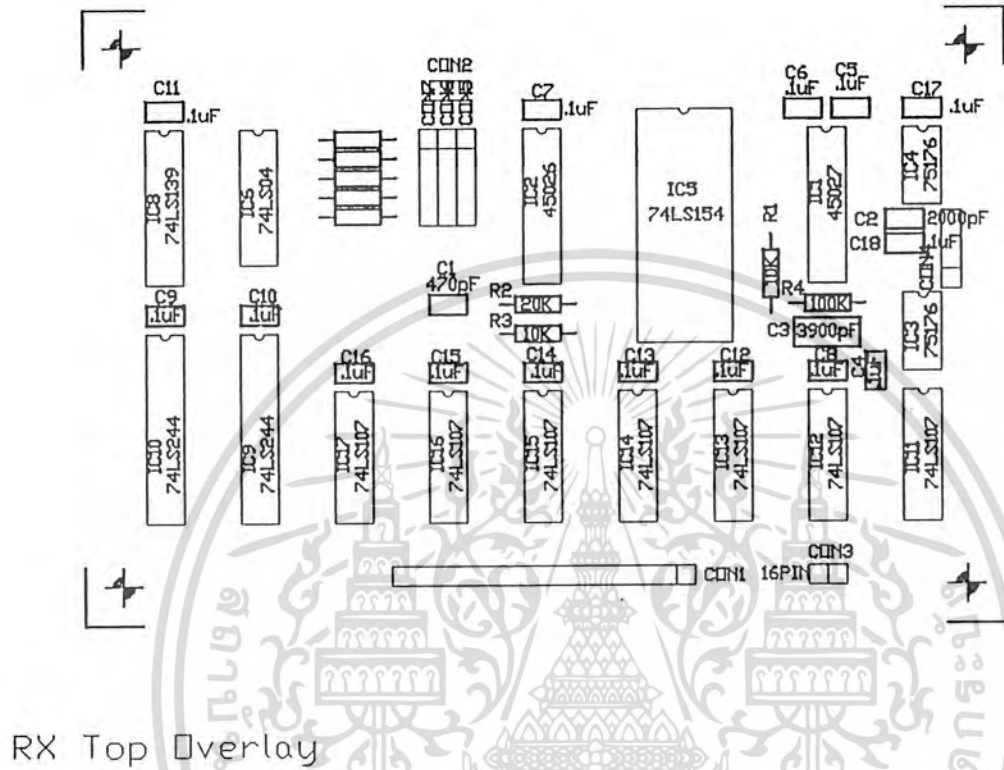 CON2
C11
.1uF
C7
.1uF
C6
.1uF
C5
.1uF
C17
.1uF
IC8
74LS139
IC6
74LS04
IC2
45026
IC5
74LS154
R1
IC1
45027
IC4
75176
C2
2000pF
C18
.1uF
CON4
C9
.1uF
C10
.1uF
C1
470pF
R2
20K
R3
10K
R4
100K
C3
3900pF
C4
.1uF
IC3
75176
C16
.1uF
C15
.1uF
C14
.1uF
C13
.1uF
C12
.1uF
C8
.1uF
IC10
74LS244
IC9
74LS244
IC17
74LS107
IC16
74LS107
IC15
74LS107
IC14
74LS107
IC13
74LS107
IC12
74LS107
IC11
74LS107
CON1
16PIN
CON3
RX Top Overlay